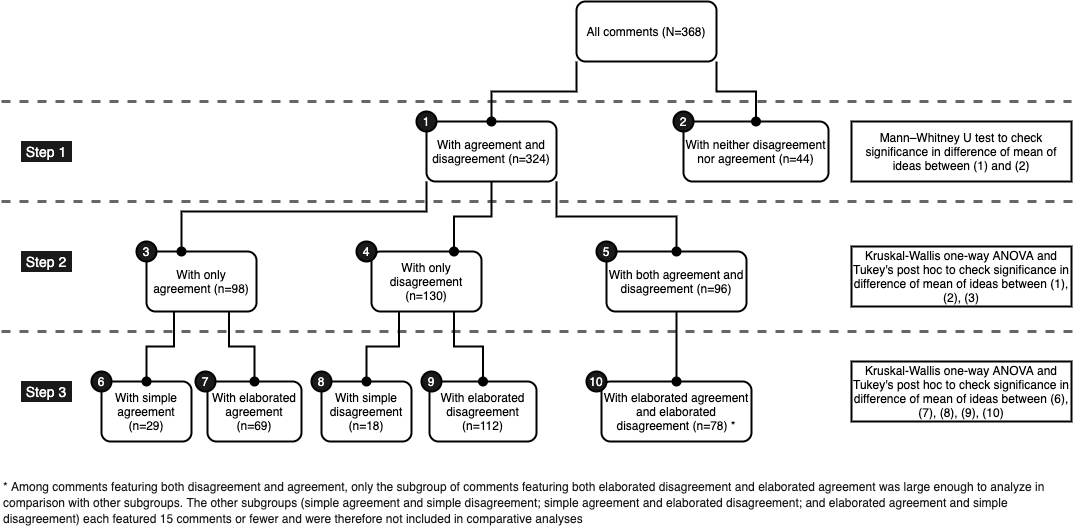 All comments (N=368)
Step 1
1
With agreement and
disagreement (n=324)
2
With neither disagreement
nor agreement (n=44)
Mann–Whitney U test to check
significance in difference of mean of
ideas between (1) and (2)
Step 2
3
With only
agreement (n=98)
4
With only
disagreement
(n=130)
5
With both agreement and
disagreement (n=96)
Kruskal-Wallis one-way ANOVA and
Tukey's post hoc to check significance in
difference of mean of ideas between (1),
(2), (3)
Step 3
6
With simple
agreement
(n=29)
7
With elaborated
agreement
(n=69)
8
With simple
disagreement
(n=18)
9
With elaborated
disagreement
(n=112)
10
With elaborated agreement
and elaborated
disagreement (n=78) *
Kruskal-Wallis one-way ANOVA and
Tukey's post hoc to check significance in
difference of mean of ideas between (6),
(7), (8), (9), (10)
* Among comments featuring both disagreement and agreement, only the subgroup of comments featuring both elaborated disagreement and elaborated agreement was large enough to analyze in
comparison with other subgroups. The other subgroups (simple agreement and simple disagreement; simple agreement and elaborated disagreement; and elaborated agreement and simple
disagreement) each featured 15 comments or fewer and were therefore not included in comparative analyses